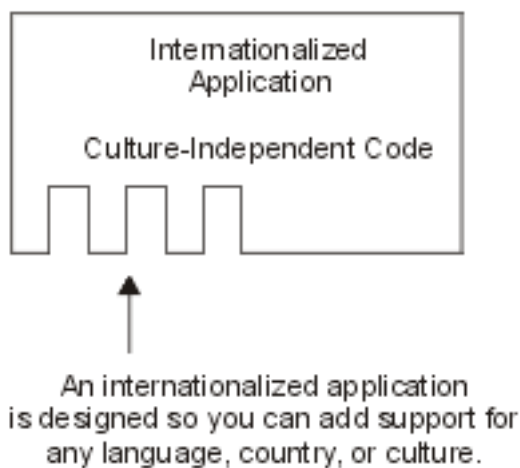 Internationalized
Application
Culture-Independent Code
An internationalized application
is designed so you can add support for
any language, country, or culture.